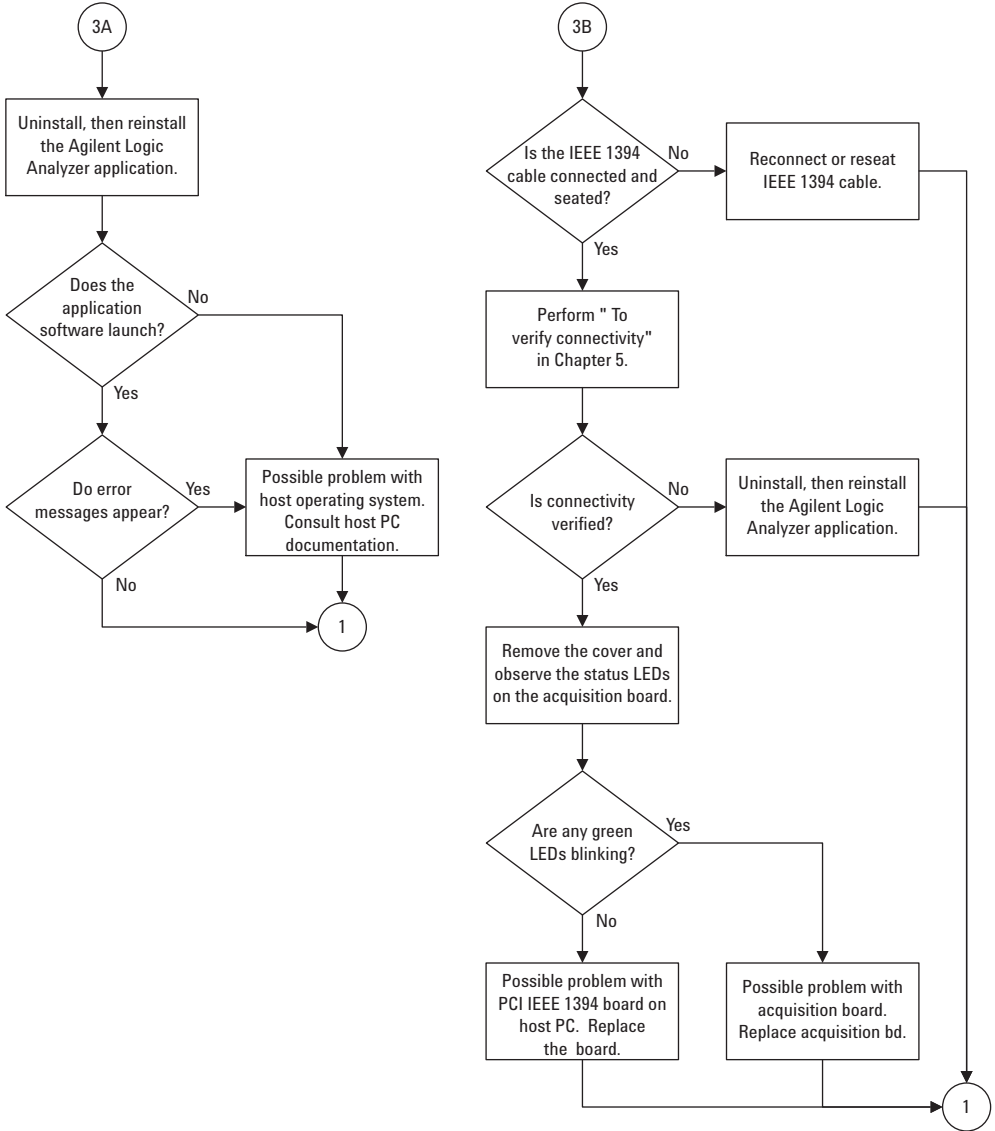 3A
Uninstall, then reinstall
the Agilent Logic
Analyzer application.
Does the
application
software launch?
No
Yes
Do error
messages appear?
Yes
No
Possible problem with
host operating system.
Consult host PC
documentation.
1
3B
Is the IEEE 1394
cable connected and
seated?
No
Yes
Reconnect or reseat
IEEE 1394 cable.
Perform " To
verify connectivity"
in Chapter 5.
Is connectivity
verified?
No
Yes
Uninstall, then reinstall
the Agilent Logic
Analyzer application.
Remove the cover and
observe the status LEDs
on the acquisition board.
Are any green
LEDs blinking?
Yes
No
Possible problem with
PCI IEEE 1394 board on
host PC. Replace
the board.
Possible problem with
acquisition board.
Replace acquisition bd.
1